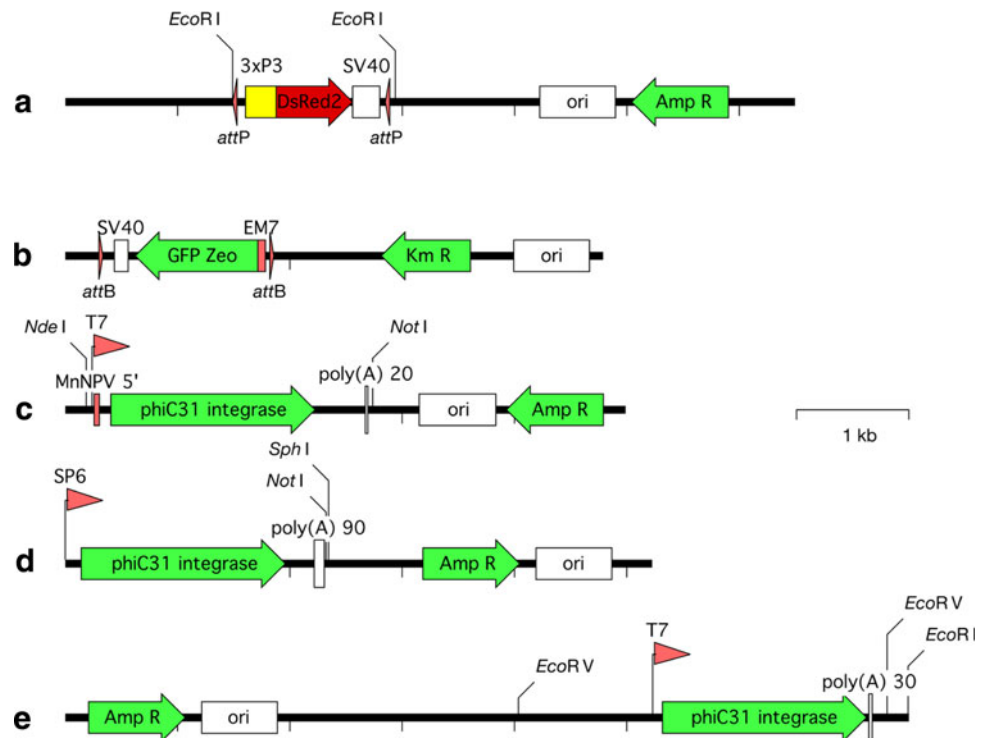 EcoR I EcoR I
3xP3 SV40
a DsRed2 ori Amp R
attP attP
SV40 EM7
b GFP Zeo Km R ori
attB attB
T7
Nde I Not I
MnNPV 5' poly(A) 20
c phiC31 integrase ori Amp R
1 kb
Sph I
SP6 Not I
poly(A) 90
d phiC31 integrase Amp R ori
EcoR V
T7 EcoR I
EcoR V
poly(A) 30
e Amp R ori phiC31 integrase